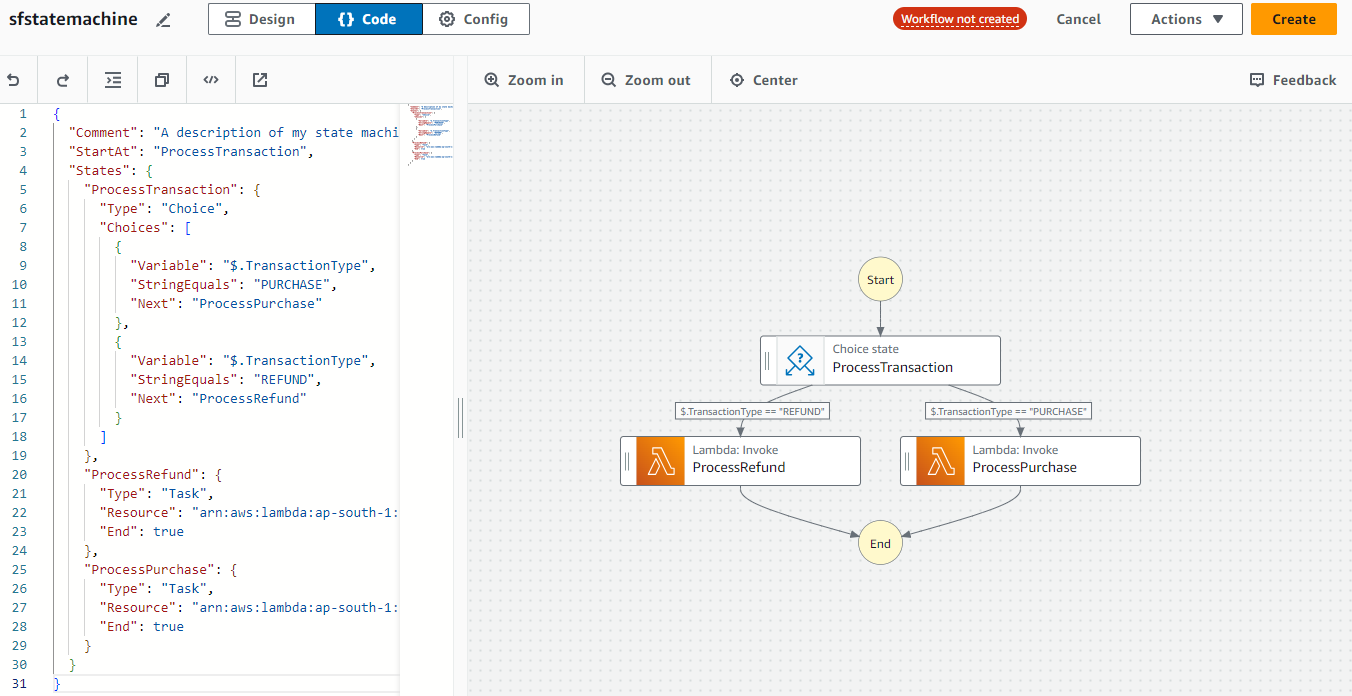 sfstatemachine
Design
{} Code
Config
Workflow not created
Cancel
Actions
Create
Zoom in
Zoom out
Center
Feedback
1 {
2 "Comment": "A description of my state machi
3 "StartAt": "ProcessTransaction",
4 "States": {
5 "ProcessTransaction": {
6 "Type": "Choice",
7 "Choices": [
8 {
9 "Variable": "$.TransactionType",
10 "StringEquals": "PURCHASE",
11 "Next": "ProcessPurchase"
12 },
13 {
14 "Variable": "$.TransactionType",
15 "StringEquals": "REFUND",
16 "Next": "ProcessRefund"
17 }
18 ]
19 },
20 "ProcessRefund": {
21 "Type": "Task",
22 "Resource": "arn:aws:lambda:ap-south-1:
23 "End": true
24 },
25 "ProcessPurchase": {
26 "Type": "Task",
27 "Resource": "arn:aws:lambda:ap-south-1:
28 "End": true
29 }
30 }
31 }
Start
Choice state
ProcessTransaction
$.TransactionType == "REFUND"
$.TransactionType == "PURCHASE"
Lambda: Invoke
ProcessRefund
Lambda: Invoke
ProcessPurchase
End